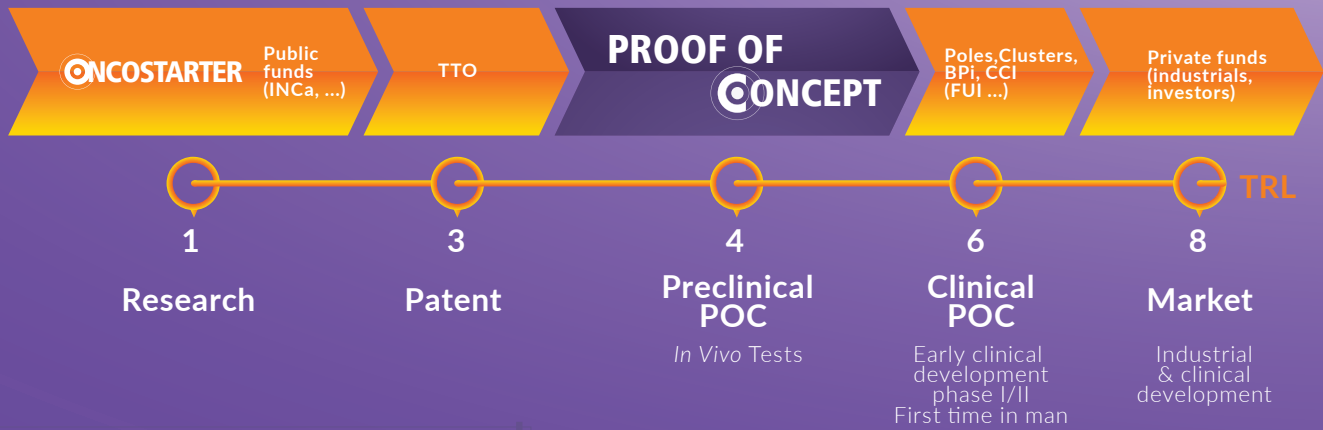 ONCOSTARTER
Public
funds
(INCa, ...)
TTO
PROOF OF
CONCEPT
Poles,Clusters,
BPi, CCI
(FUI ...)
Private funds
(industrials,
investors)
TRL
1
3
4
6
8
Research
Patent
Preclinical
POC
In Vivo Tests
Clinical
POC
Early clinical
development
phase I/II
First time in man
Market
Industrial
& clinical
development